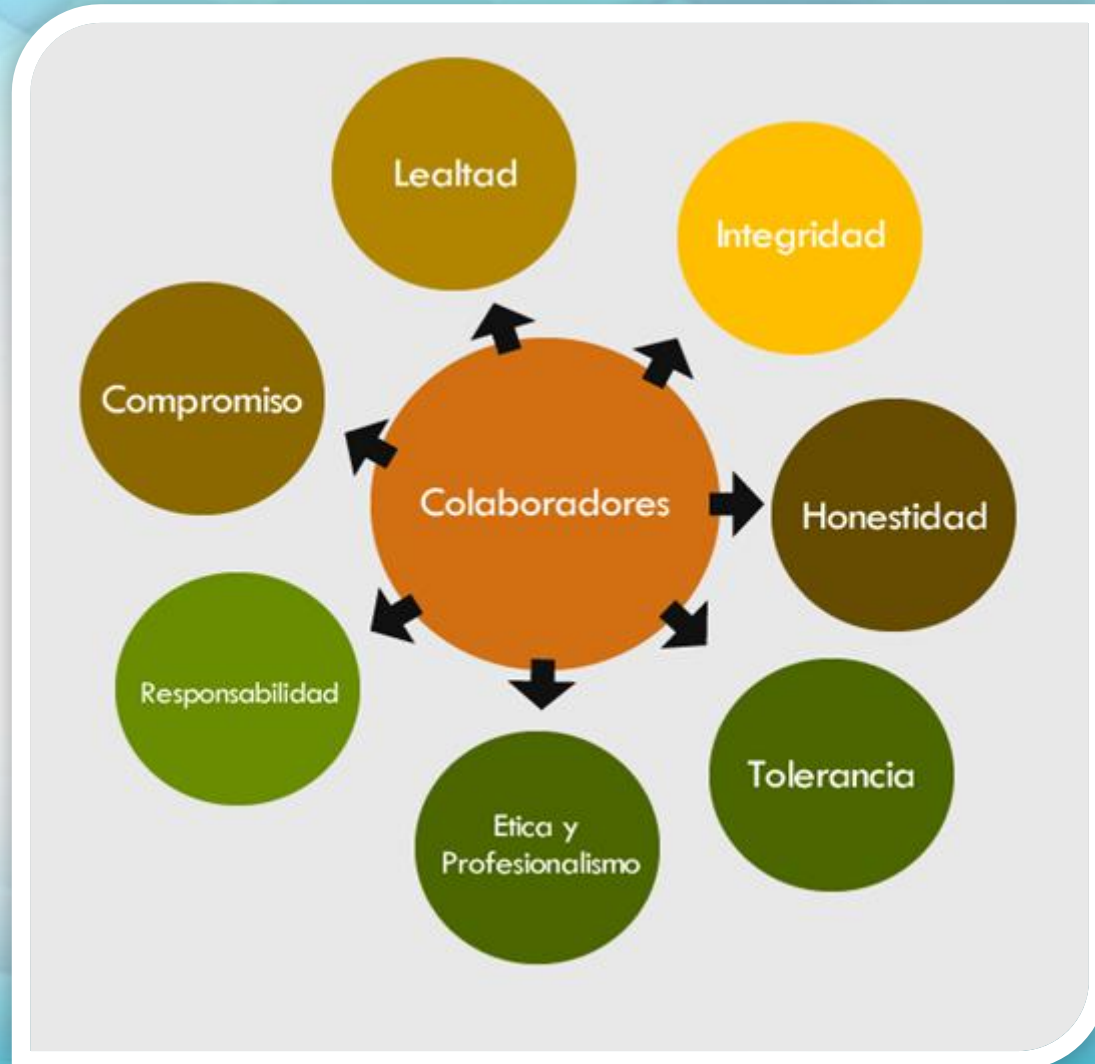 Lealtad
Integridad
Compromiso
Colaboradores
Honestidad
Responsabilidad
Tolerancia
Etica y
Profesionalismo